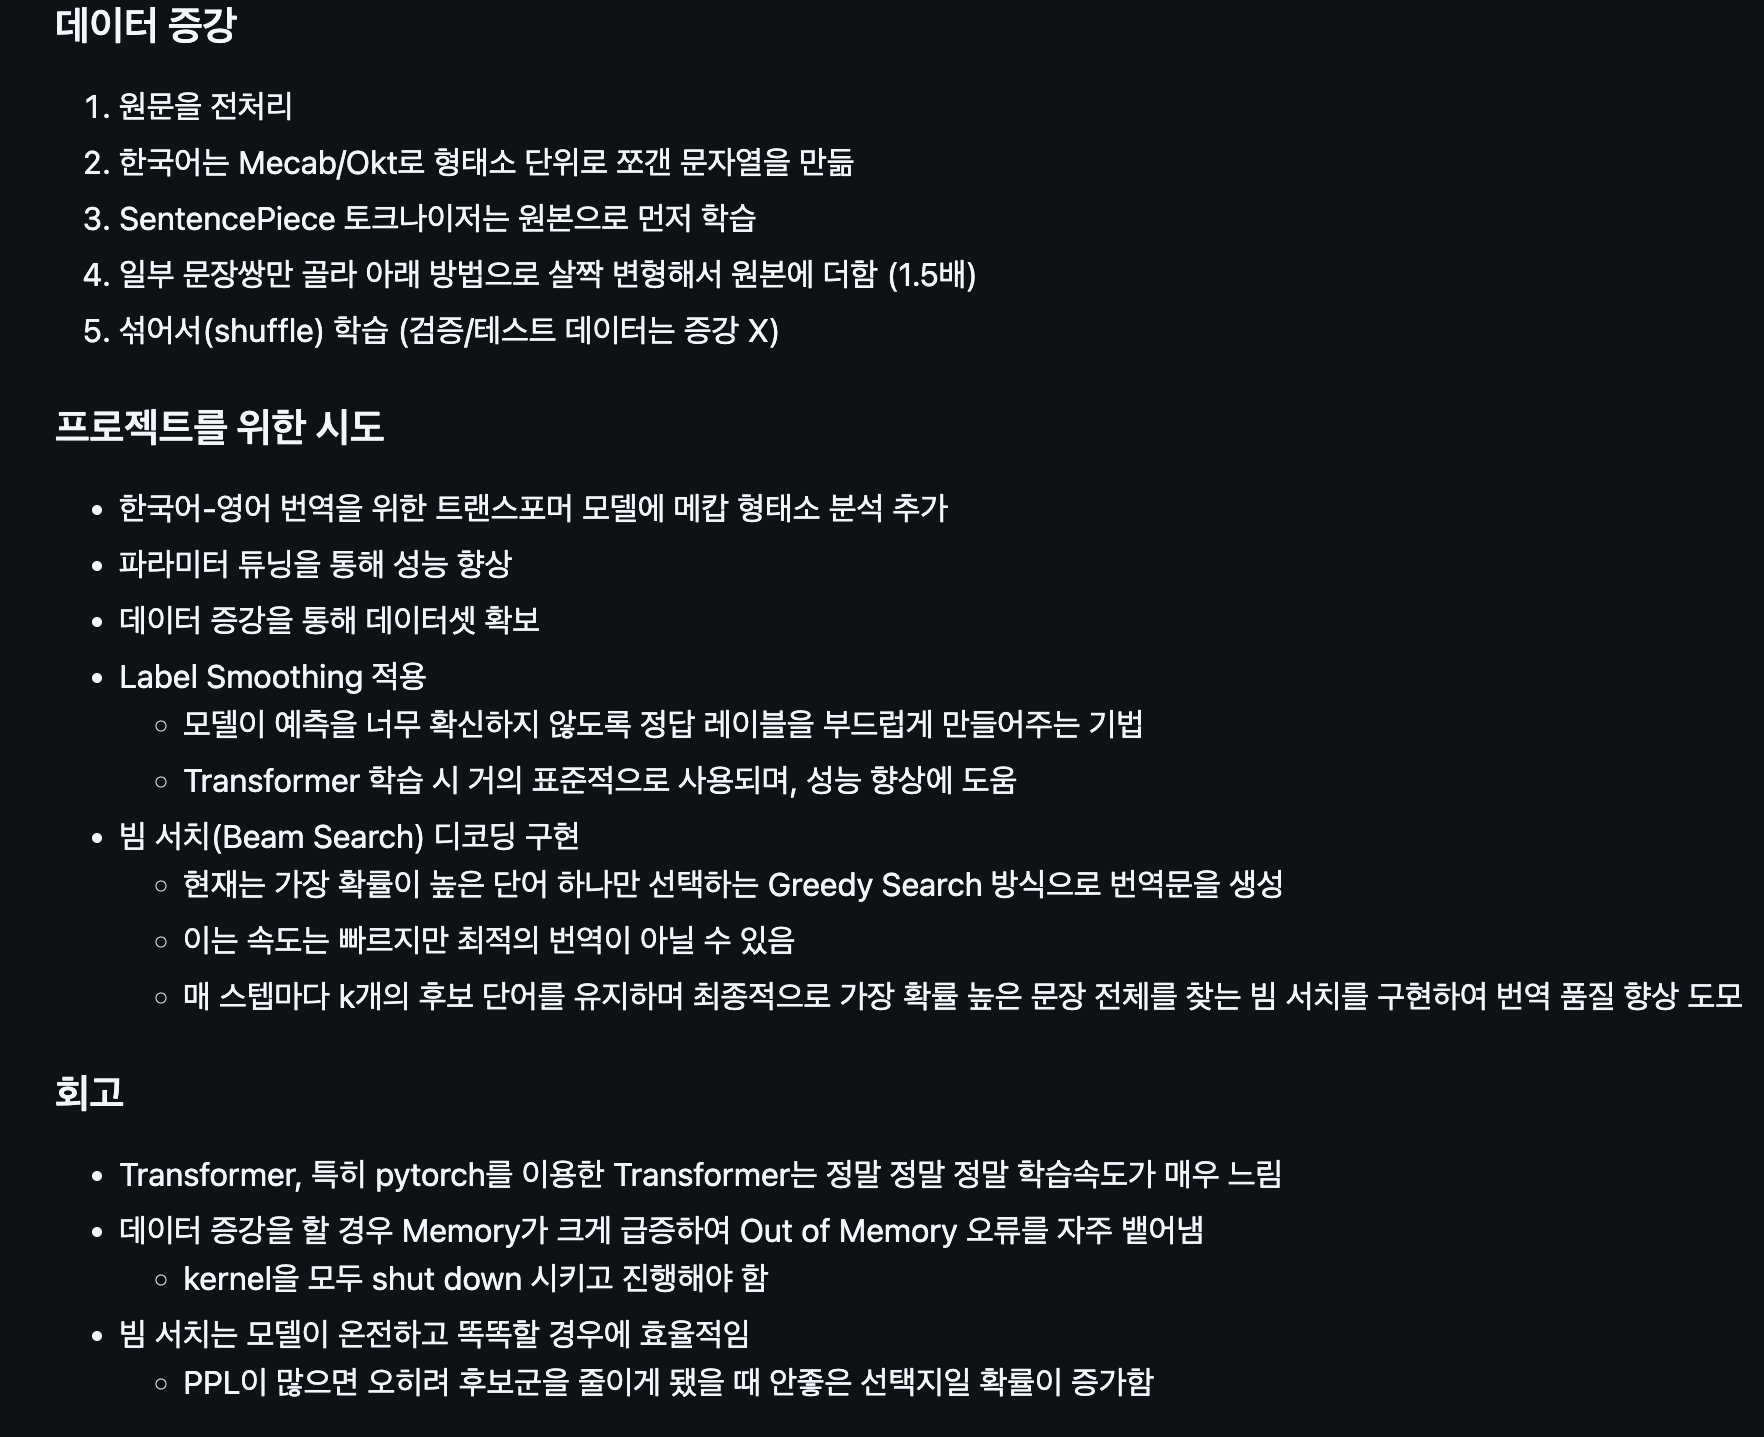 데이터 증강
1. 원문을 전처리
2. 한국어는 Mecab/Okt로 형태소 단위로 쪼갠 문자열을 만듦
3. SentencePiece 토크나이저는 원본으로 먼저 학습
4. 일부 문장쌍만 골라 아래 방법으로 살짝 변형해서 원본에 더함 (1.5배)
5. 섞어서(shuffle) 학습 (검증/테스트 데이터는 증강 X)
프로젝트를 위한 시도
• 한국어-영어 번역을 위한 트랜스포머 모델에 메캅 형태소 분석 추가
• 파라미터 튜닝을 통해 성능 향상
• 데이터 증강을 통해 데이터셋 확보
• Label Smoothing 적용
◦ 모델이 예측을 너무 확신하지 않도록 정답 레이블을 부드럽게 만들어주는 기법
◦ Transformer 학습 시 거의 표준적으로 사용되며, 성능 향상에 도움
• 빔 서치(Beam Search) 디코딩 구현
◦ 현재는 가장 확률이 높은 단어 하나만 선택하는 Greedy Search 방식으로 번역문을 생성
◦ 이는 속도는 빠르지만 최적의 번역이 아닐 수 있음
◦ 매 스텝마다 k개의 후보 단어를 유지하며 최종적으로 가장 확률 높은 문장 전체를 찾는 빔 서치를 구현하여 번역 품질 향상 도모
회고
• Transformer, 특히 pytorch를 이용한 Transformer는 정말 정말 정말 학습속도가 매우 느림
• 데이터 증강을 할 경우 Memory가 크게 급증하여 Out of Memory 오류를 자주 뱉어냄
◦ kernel을 모두 shut down 시키고 진행해야 함
• 빔 서치는 모델이 온전하고 똑똑할 경우에 효율적임
◦ PPL이 많으면 오히려 후보군을 줄이게 됐을 때 안좋은 선택지일 확률이 증가함